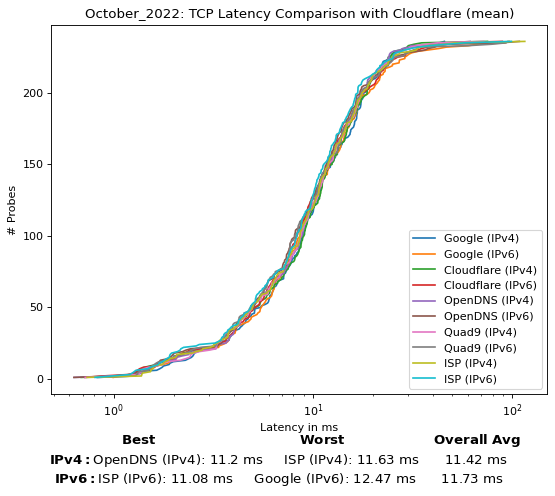 October_2022: TCP Latency Comparison with Cloudflare (mean)
# Probes
200
150
100
50
0
Google (IPv4)
Google (IPv6)
Cloudflare (IPv4)
Cloudflare (IPv6)
OpenDNS (IPv4)
OpenDNS (IPv6)
Quad9 (IPv4)
Quad9 (IPv6)
ISP (IPv4)
ISP (IPv6)
10⁰ 10¹ 10²
Latency in ms
Best Worst Overall Avg
IPv4: OpenDNS (IPv4): 11.2 ms ISP (IPv4): 11.63 ms 11.42 ms
IPv6: ISP (IPv6): 11.08 ms Google (IPv6): 12.47 ms 11.73 ms